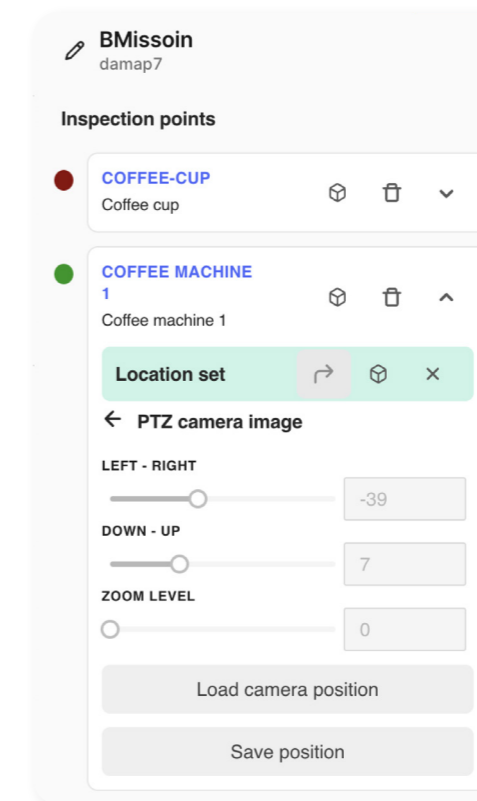 BMissoin
damap7
Inspection points
COFFEE-CUP
Coffee cup
COFFEE MACHINE
1
Coffee machine 1
Location set
PTZ camera image
LEFT - RIGHT
-39
DOWN - UP
7
ZOOM LEVEL
0
Load camera position
Save position